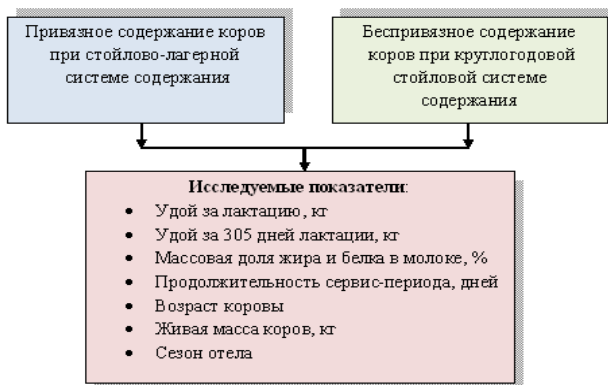 Привязное содержание коров
при стойлово-лагерной
системе содержания
Беспривязное содержание
коров при круглогодовой
стойловой системе
содержания
Исследуемые показатели:
• Удой за лактацию, кг
• Удой за 305 дней лактации, кг
• Массовая доля жира и белка в молоке, %
• Продолжительность сервис-периода, дней
• Возраст коровы
• Живая масса коров, кг
• Сезон отела